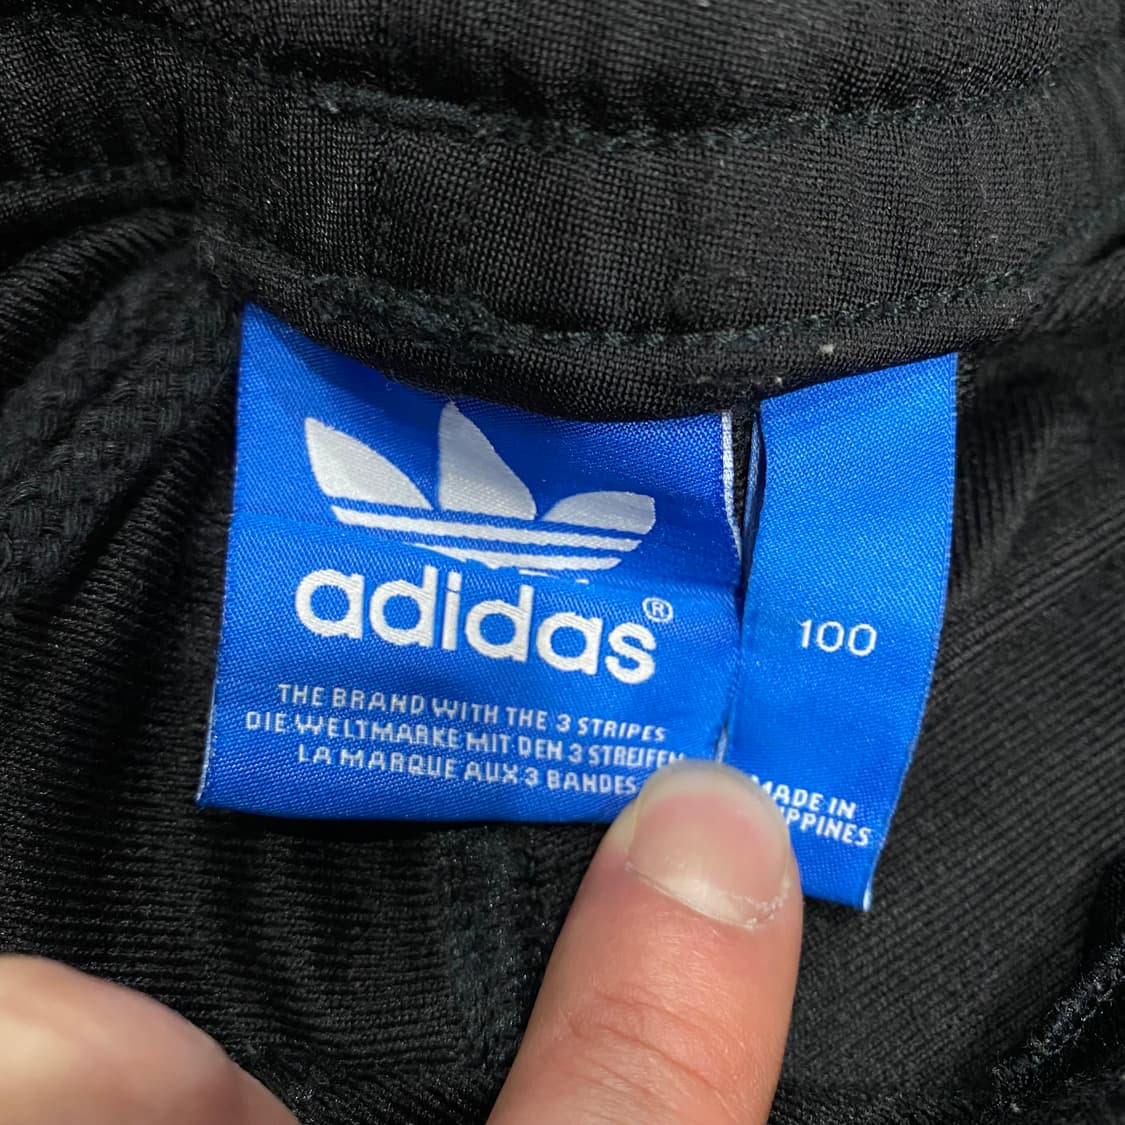 adidas®
THE BRAND WITH THE 3 STRIPES
DIE WELTMARKE MIT DEN 3 STREIFEN
LA MARQUE AUX 3 BANDES
100
MADE IN